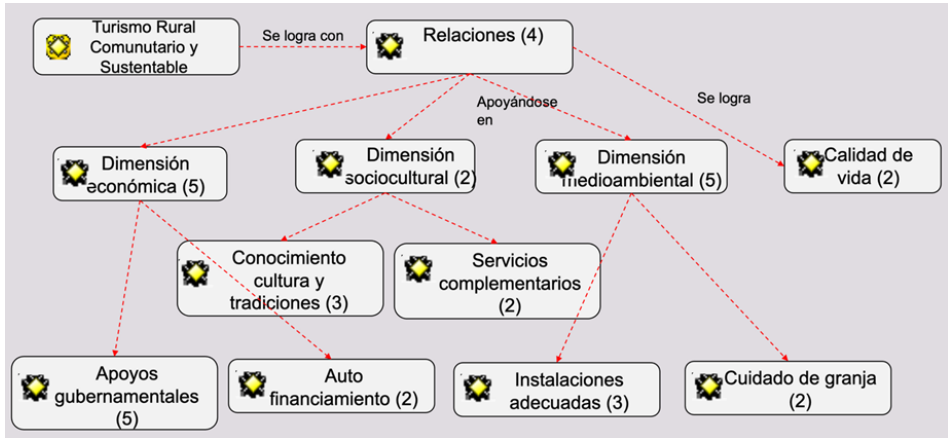 Turismo Rural
Comunutario y
Sustentable
Se logra con
Relaciones (4)
Apoyándose
en
Se logra
Dimensión
económica (5)
Dimensión
sociocultural (2)
Dimensión
medioambiental (5)
Calidad de
vida (2)
Conocimiento
cultura y
tradiciones (3)
Servicios
complementarios
(2)
Apoyos
gubernamentales
(5)
Auto
financiamiento (2)
Instalaciones
adecuadas (3)
Cuidado de granja
(2)